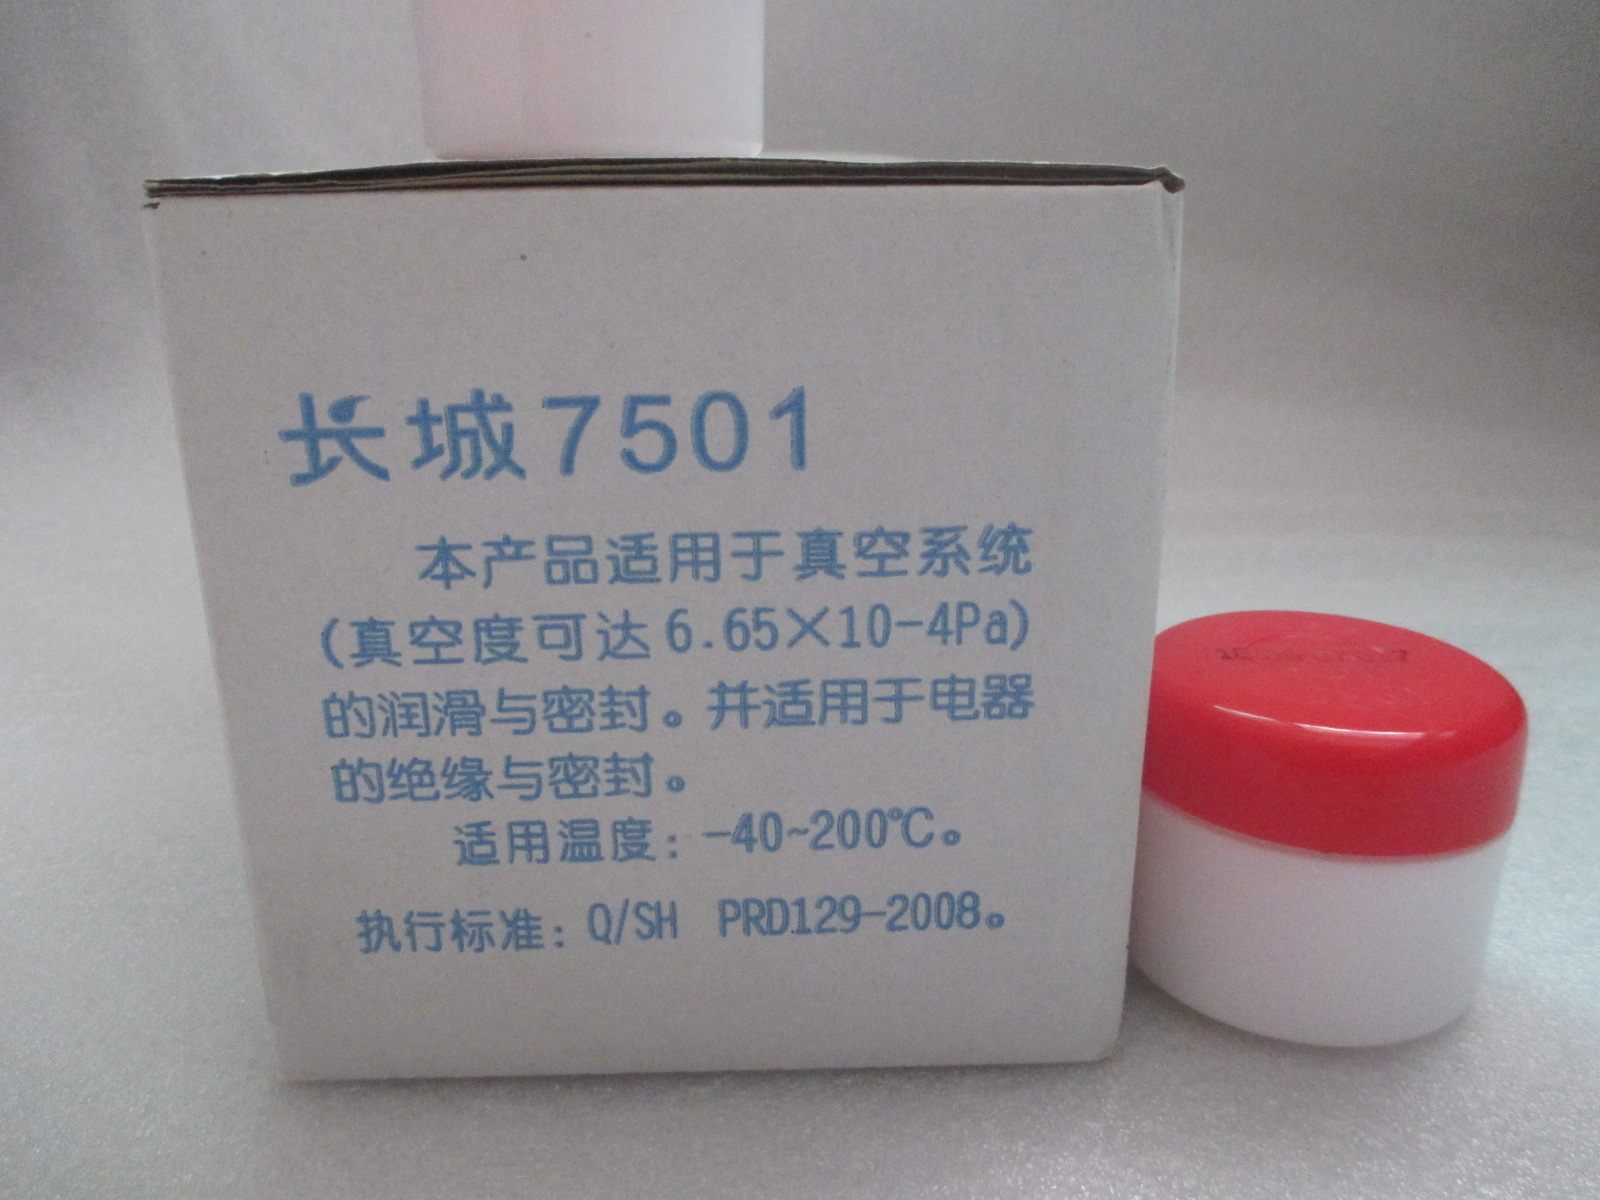 长城7501
本产品适用于真空系统
(真空度可达6.65×10-4Pa)
的润滑与密封。并适用于电器
的绝缘与密封。
适用温度：-40~200℃。
执行标准：Q/SH PRD129-2008。